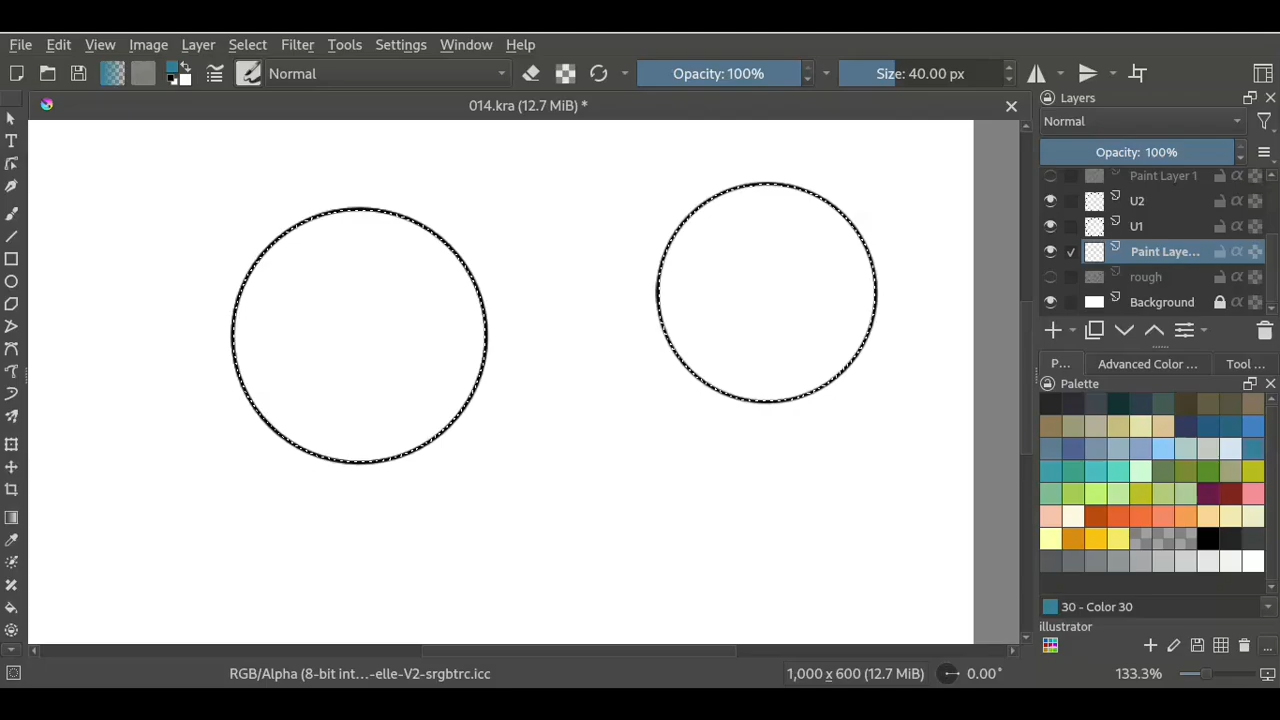 File Edit View Image Layer Select Filter Tools Settings Window Help
Normal Opacity: 100% Size: 40.00 px
014.kra (12.7 MiB) *
Layers
Normal
Opacity: 100%
Paint Layer 1
U2
U1
Paint Laye...
rough
Background
P... Advanced Color ... Tool ...
Palette
30 - Color 30
illustrator
...
RGB/Alpha (8-bit int...-elle-V2-srgbtrc.icc 1,000 x 600 (12.7 MiB) 0.00° 133.3%